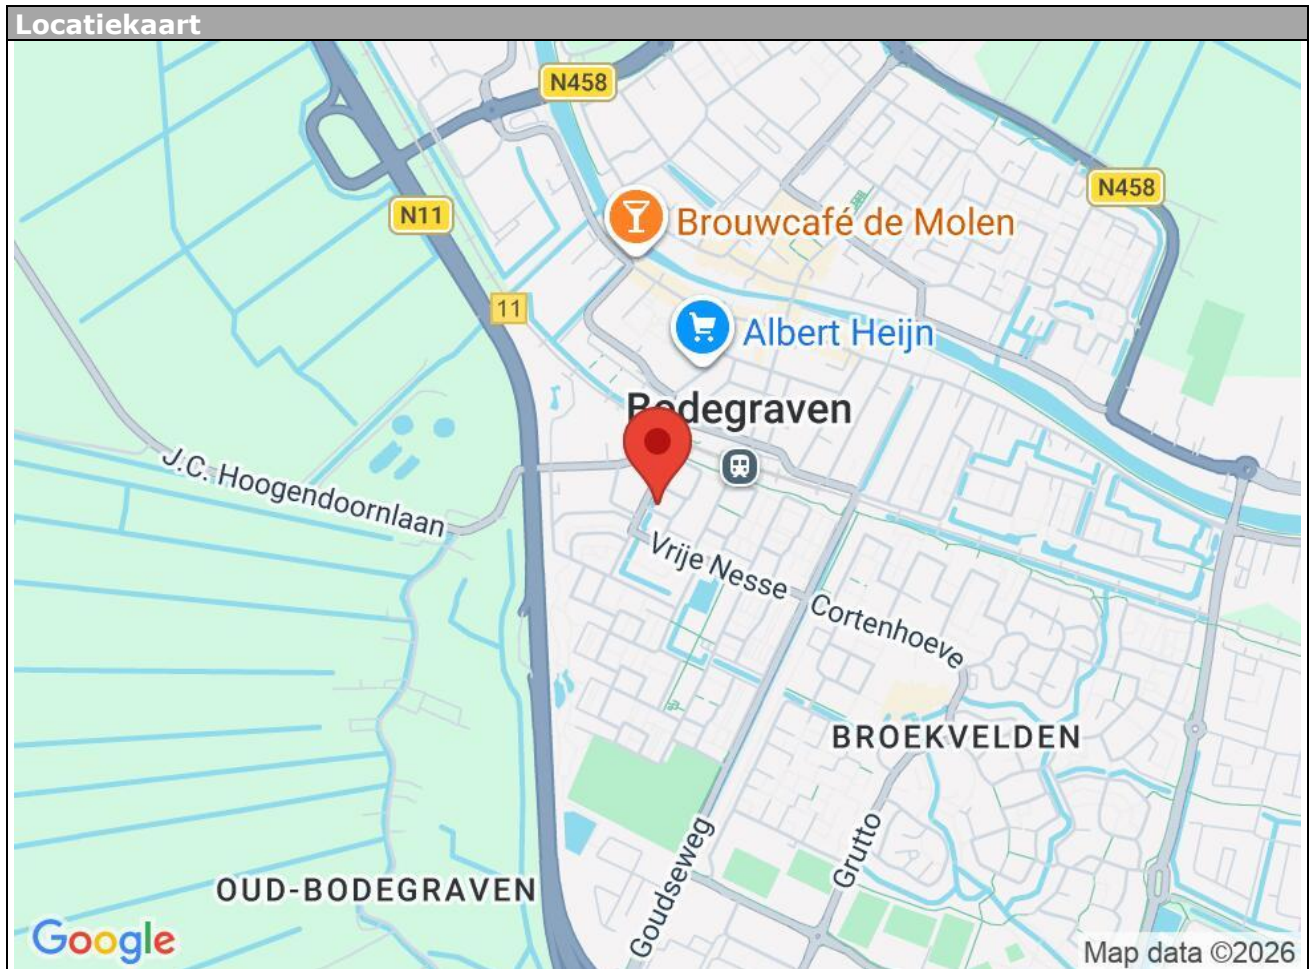 Locatiekaart
N458
N458
N11
Brouwcafé de Molen
11
Albert Heijn
Bodegraven
J.C. Hoogendoornlaan
Vrije Nesse
Cortenhoeve
BROEKVELDEN
Grutto
Goudseweg
OUD-BODEGRAVEN
Google
Map data ©2026